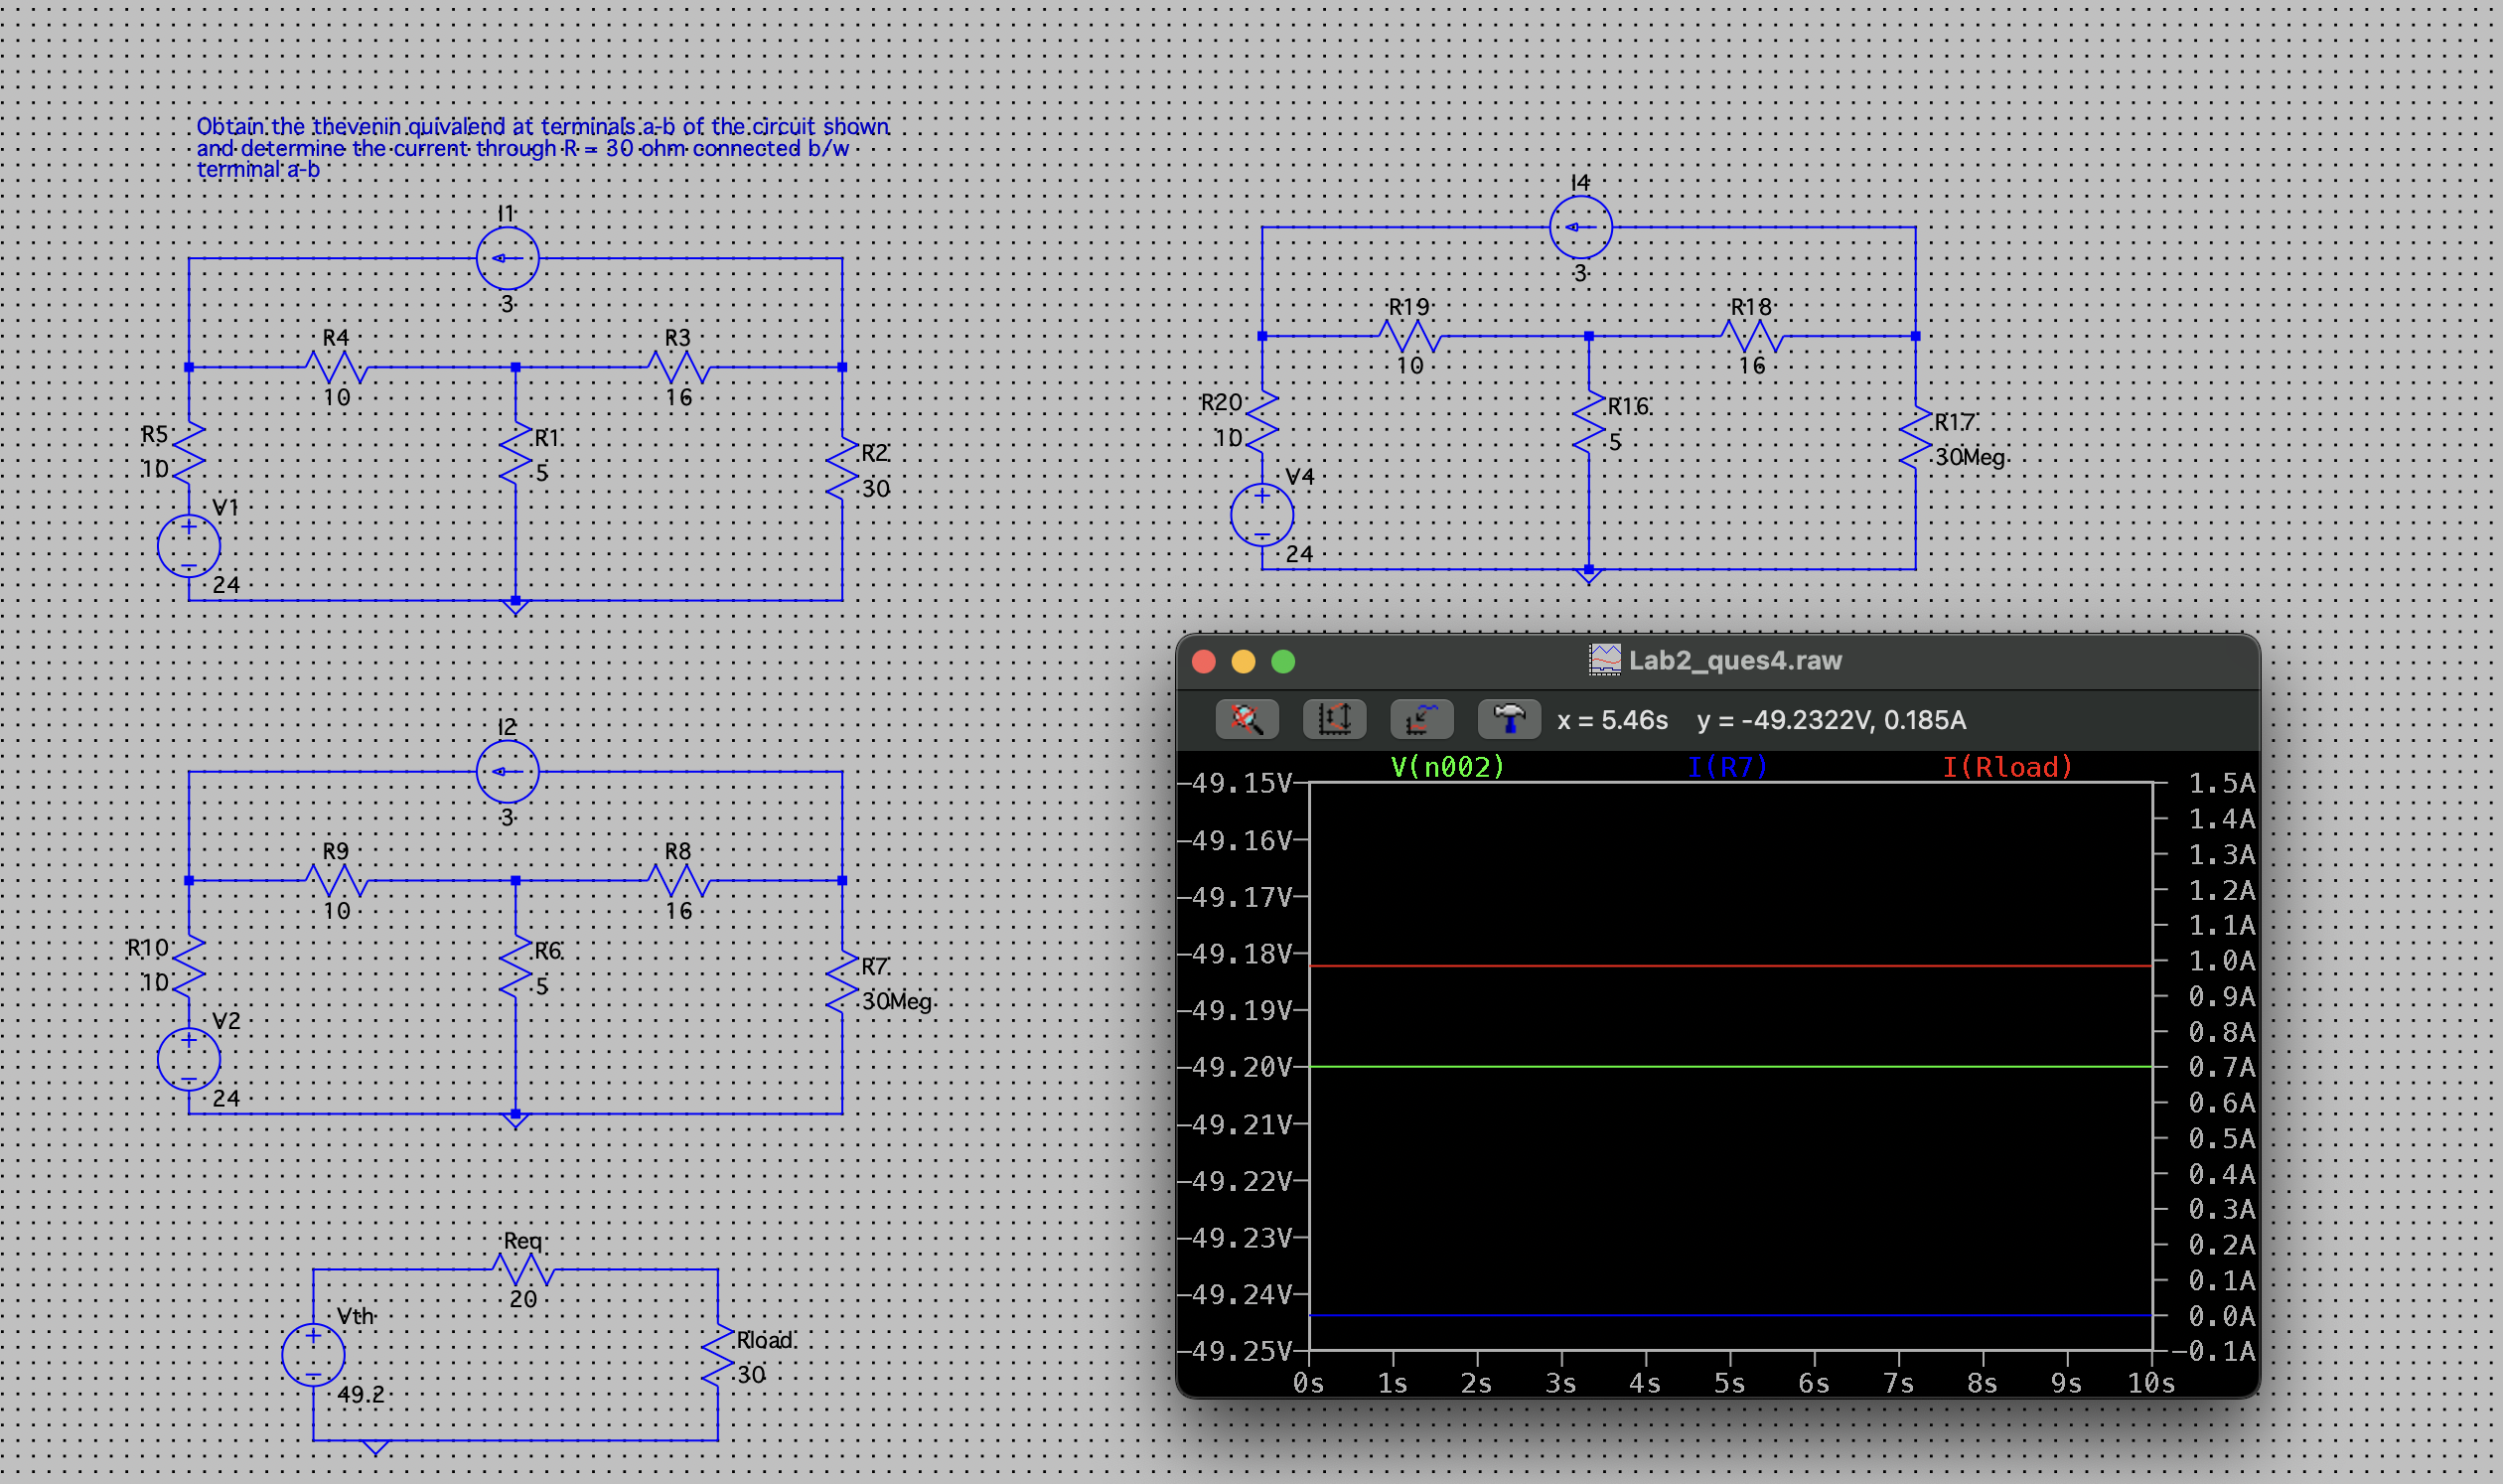 Obtain the thevenin quivalend at terminals a-b of the circuit shown
and determine the current through R = 30 ohm connected b/w
terminal a-b
I1
3
R4
10
R3
16
R5
10
R1
5
R2
30
V1
24
I4
3
R19
10
R18
16
R20
10
R16
5
R17
30Meg
V4
24
I2
3
R9
10
R8
16
R10
10
R6
5
R7
30Meg
V2
24
Req
20
Vth
49.2
Rload
30
Lab2_ques4.raw
x = 5.46s y = -49.2322V, 0.185A
V(n002) I(R7) I(Rload)
-49.15V
-49.16V
-49.17V
-49.18V
-49.19V
-49.20V
-49.21V
-49.22V
-49.23V
-49.24V
-49.25V
1.5A
1.4A
1.3A
1.2A
1.1A
1.0A
0.9A
0.8A
0.7A
0.6A
0.5A
0.4A
0.3A
0.2A
0.1A
0.0A
-0.1A
0s 1s 2s 3s 4s 5s 6s 7s 8s 9s 10s